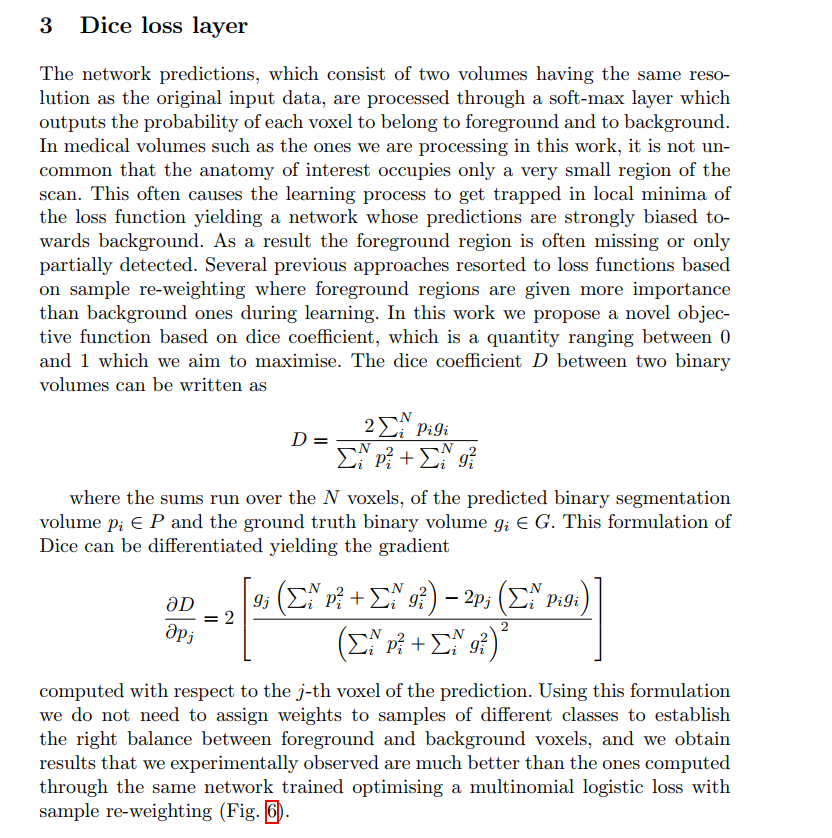 3 Dice loss layer
The network predictions, which consist of two volumes having the same reso-
lution as the original input data, are processed through a soft-max layer which
outputs the probability of each voxel to belong to foreground and to background.
In medical volumes such as the ones we are processing in this work, it is not un-
common that the anatomy of interest occupies only a very small region of the
scan. This often causes the learning process to get trapped in local minima of
the loss function yielding a network whose predictions are strongly biased to-
wards background. As a result the foreground region is often missing or only
partially detected. Several previous approaches resorted to loss functions based
on sample re-weighting where foreground regions are given more importance
than background ones during learning. In this work we propose a novel objec-
tive function based on dice coefficient, which is a quantity ranging between 0
and 1 which we aim to maximise. The dice coefficient D between two binary
volumes can be written as
D = \frac{2 \sum_i^N p_i g_i}{\sum_i^N p_i^2 + \sum_i^N g_i^2}
where the sums run over the N voxels, of the predicted binary segmentation
volume p_i ∈ P and the ground truth binary volume g_i ∈ G. This formulation of
Dice can be differentiated yielding the gradient
\frac{∂D}{∂p_j} = 2 \left[ \frac{g_j \left( \sum_i^N p_i^2 + \sum_i^N g_i^2 \right) − 2p_j \left( \sum_i^N p_i g_i \right)}{\left( \sum_i^N p_i^2 + \sum_i^N g_i^2 \right)^2} \right]
computed with respect to the j-th voxel of the prediction. Using this formulation
we do not need to assign weights to samples of different classes to establish
the right balance between foreground and background voxels, and we obtain
results that we experimentally observed are much better than the ones computed
through the same network trained optimising a multinomial logistic loss with
sample re-weighting (Fig. 6).